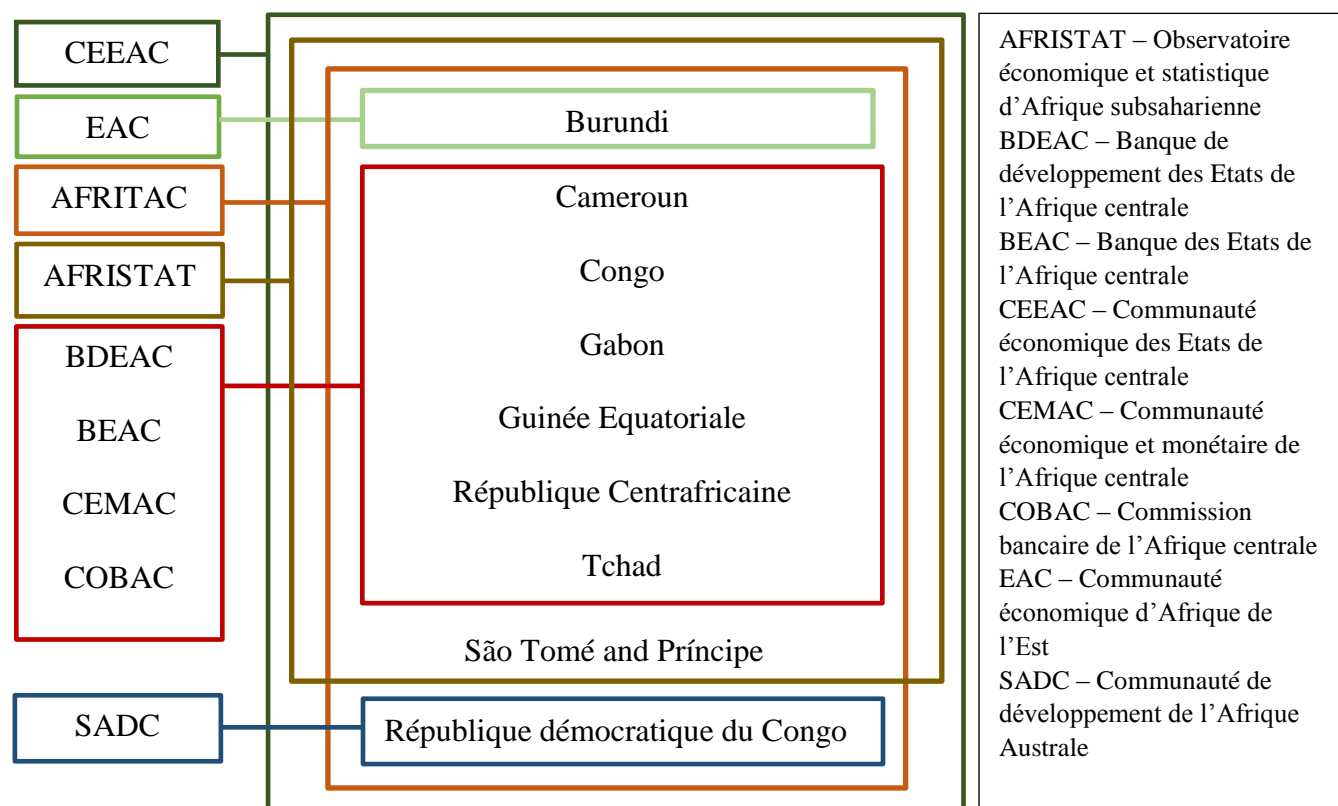 CEEAC
EAC
AFRITAC
AFRISTAT
BDEAC
BEAC
CEMAC
COBAC
SADC
Burundi
Cameroun
Congo
Gabon
Guinée Equatoriale
République Centrafricaine
Tchad
São Tomé and Príncipe
République démocratique du Congo
AFRISTAT – Observatoire
économique et statistique
d’Afrique subsaharienne
BDEAC – Banque de
développement des Etats de
l’Afrique centrale
BEAC – Banque des Etats de
l’Afrique centrale
CEEAC – Communauté
économique des Etats de
l’Afrique centrale
CEMAC – Communauté
économique et monétaire de
l’Afrique centrale
COBAC – Commission
bancaire de l’Afrique centrale
EAC – Communauté
économique d’Afrique de
l’Est
SADC – Communauté de
développement de l’Afrique
Australe